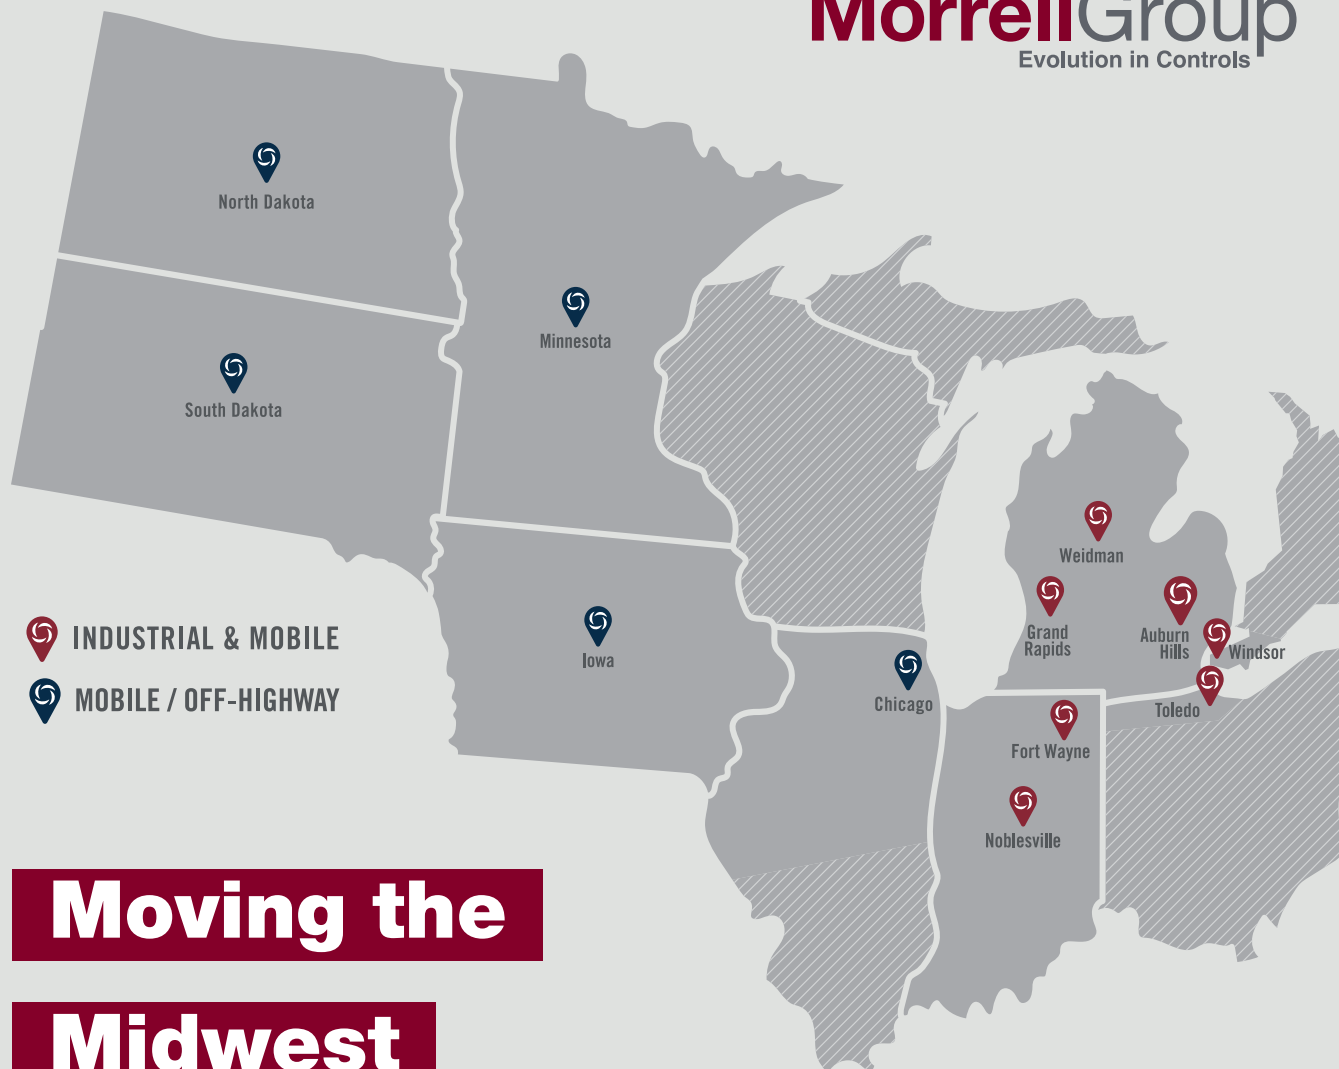 MorrellGroup
Evolution in Controls
North Dakota
Minnesota
South Dakota
Weidman
Grand
Rapids
Auburn
Hills
Windsor
INDUSTRIAL & MOBILE
MOBILE / OFF-HIGHWAY
Iowa
Chicago
Toledo
Fort Wayne
Noblesville
Moving the
Midwest